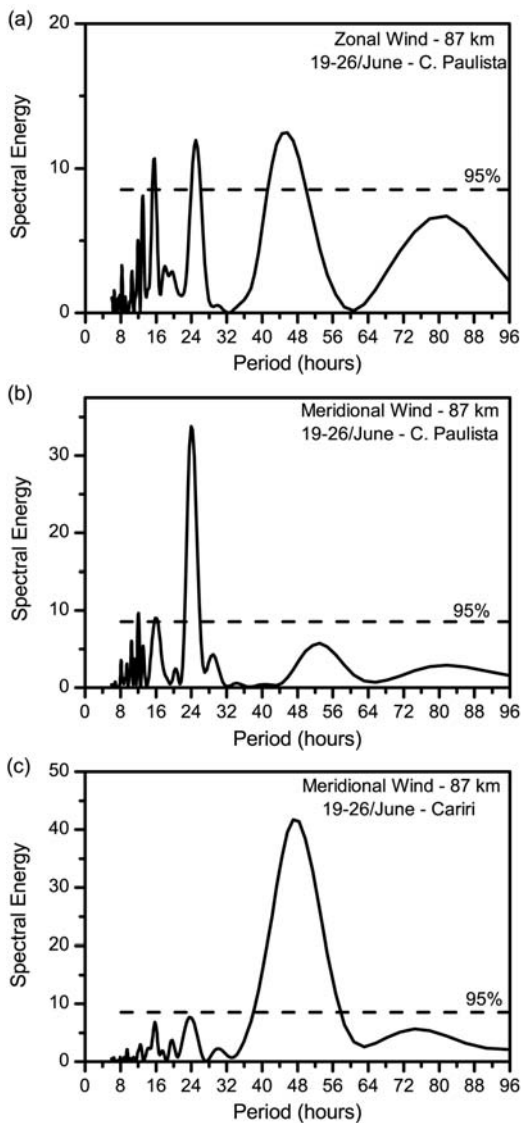 (a)
Zonal Wind - 87 km
19-26/June - C. Paulista
95%
Spectral Energy
20
10
0
0 8 16 24 32 40 48 56 64 72 80 88 96
Period (hours)
(b)
Meridional Wind - 87 km
19-26/June - C. Paulista
95%
Spectral Energy
30
20
10
0
0 8 16 24 32 40 48 56 64 72 80 88 96
Period (hours)
(c)
Meridional Wind - 87 km
19-26/June - Cariri
95%
Spectral Energy
50
40
30
20
10
0
0 8 16 24 32 40 48 56 64 72 80 88 96
Period (hours)